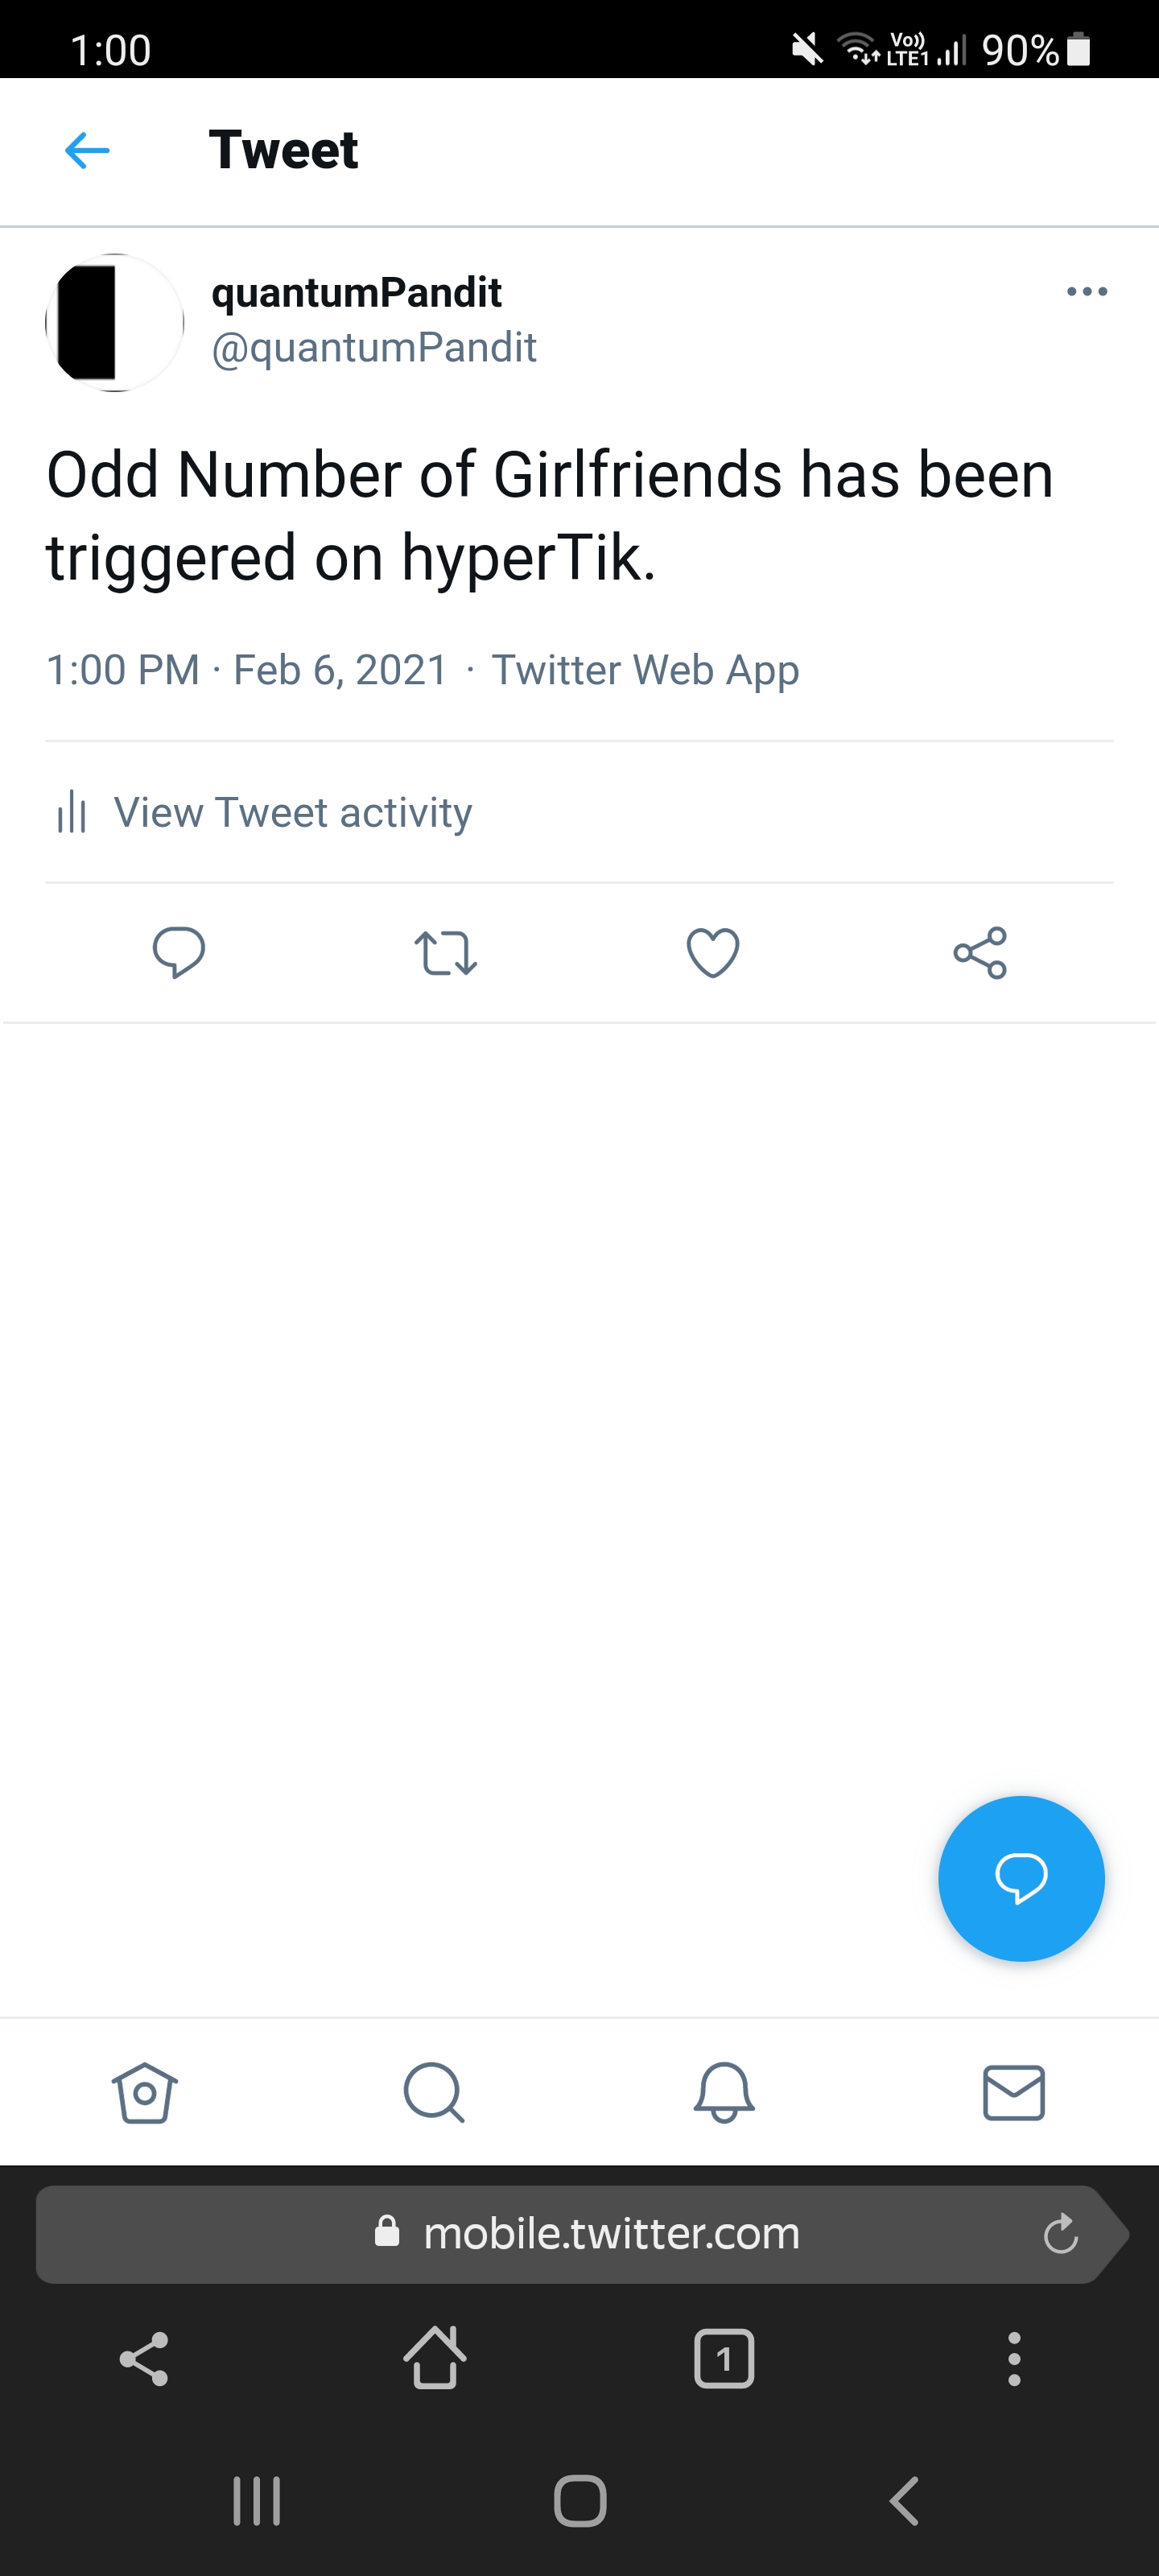 1:00 Vo)) LTE1 90%
Tweet
quantumPandit
@quantumPandit
Odd Number of Girlfriends has been
triggered on hyperTik.
1:00 PM · Feb 6, 2021 · Twitter Web App
View Tweet activity
mobile.twitter.com
1